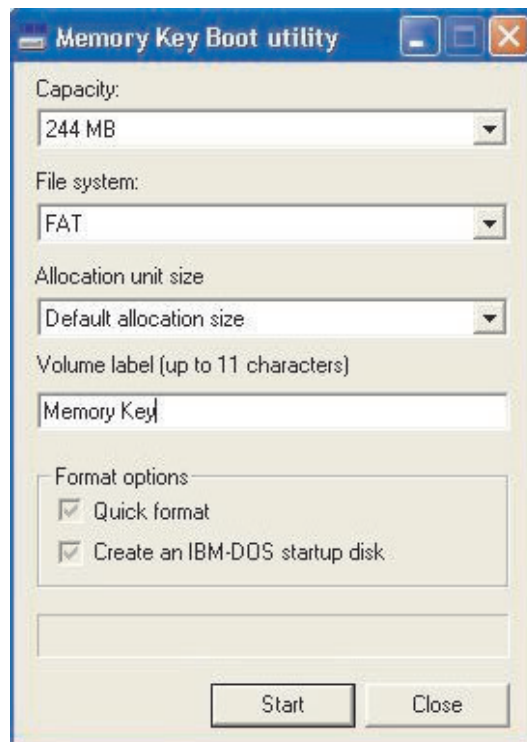 Memory Key Boot utility
Capacity:
244 MB
File system:
FAT
Allocation unit size
Default allocation size
Volume label (up to 11 characters)
Memory Key
Format options
Quick format
Create an IBM-DOS startup disk
Start Close